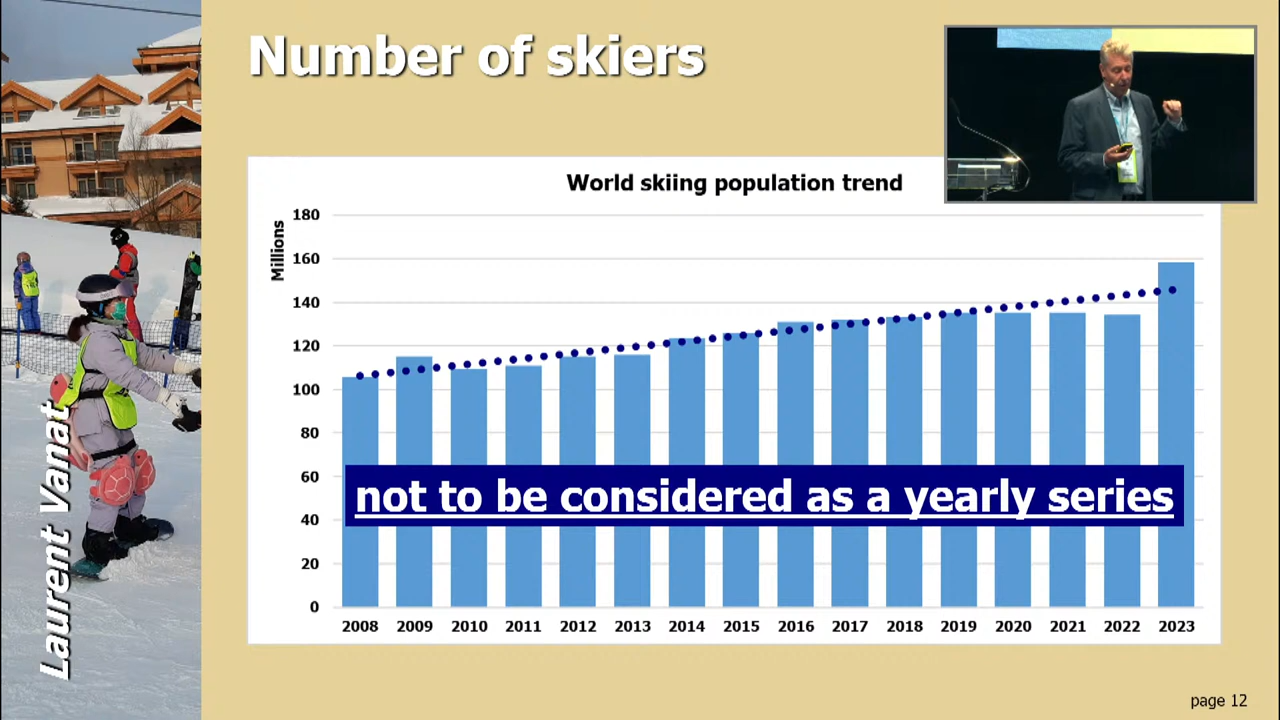 Number of skiers
World skiing population trend
Millions
180
160
140
120
100
80
60
40
20
0
not to be considered as a yearly series
2008 2009 2010 2011 2012 2013 2014 2015 2016 2017 2018 2019 2020 2021 2022 2023
Laurent Vanat
page 12